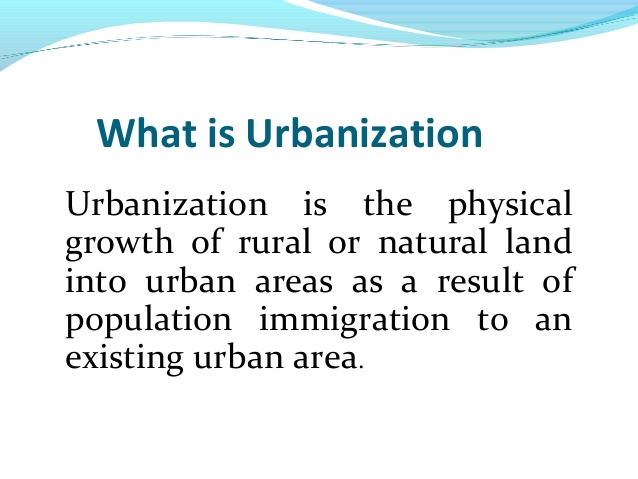 What is Urbanization
Urbanization is the physical
growth of rural or natural land
into urban areas as a result of
population immigration to an
existing urban area.